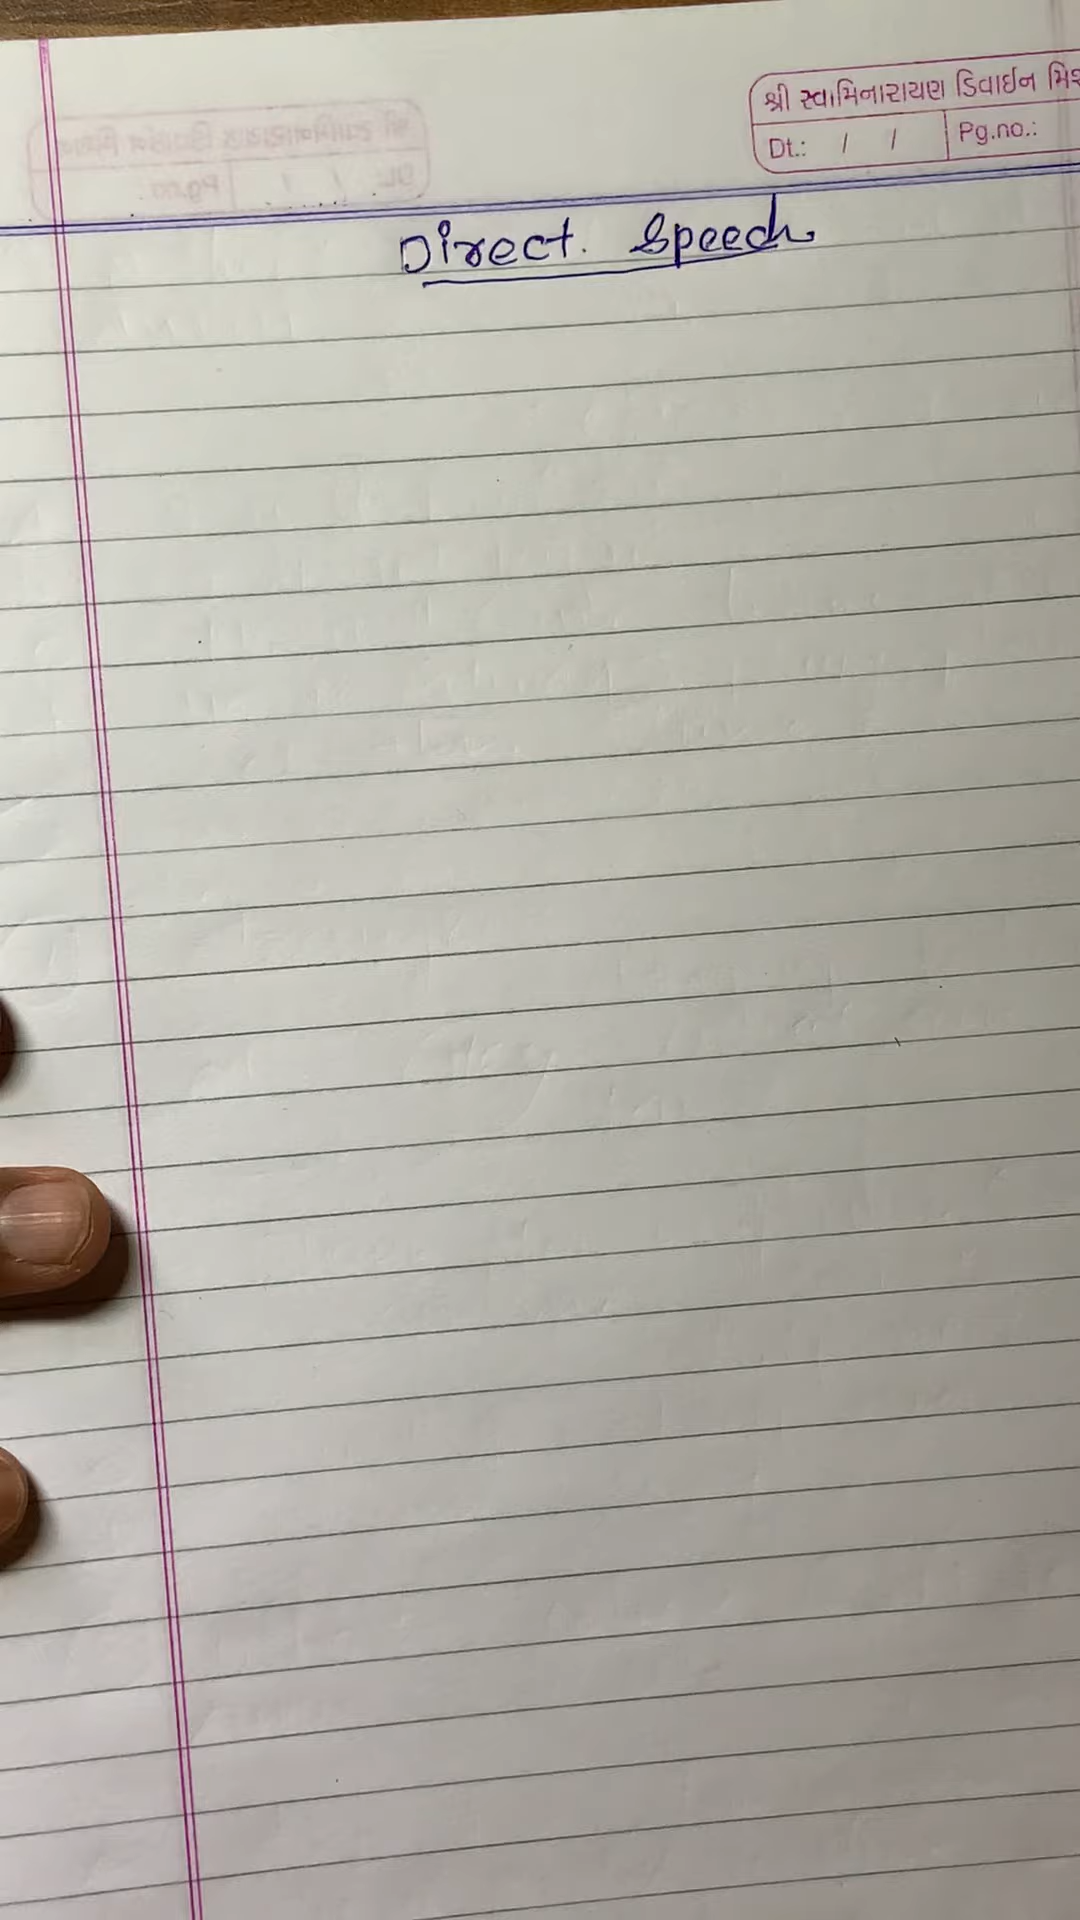 શ્રી સ્વામિનારાયણ ડિવાઈન
Dt.: / / Pg.no.:
Direct. Speech